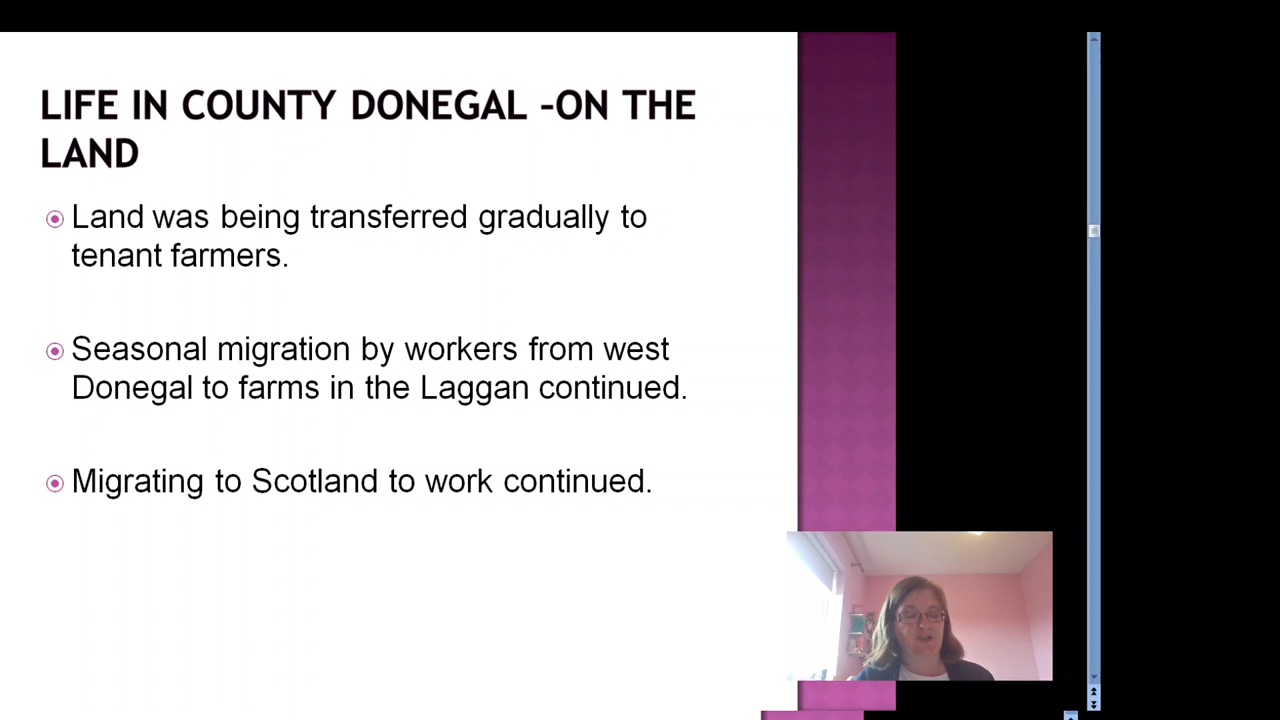 LIFE IN COUNTY DONEGAL –ON THE
LAND
Land was being transferred gradually to
tenant farmers.
Seasonal migration by workers from west
Donegal to farms in the Laggan continued.
Migrating to Scotland to work continued.